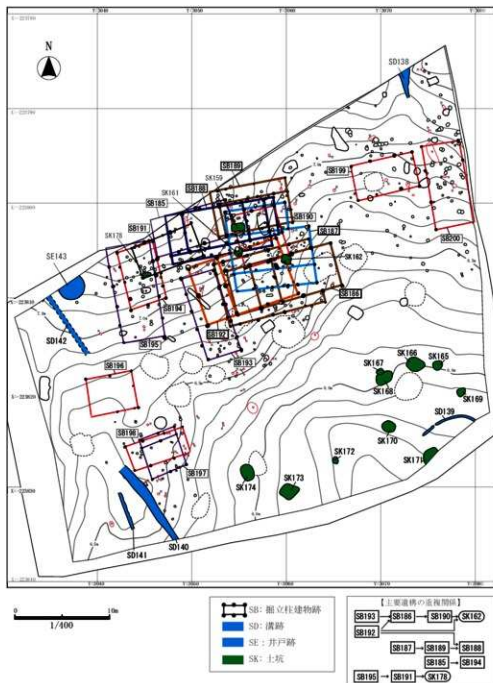 N
SD138
SB189
SK159
SB188
SK161
SB185
SB191
SK178
SE143
SB199
SB190
SB187
SB200
SK162
SB186
SB194
SD142
SB195
SB192
SB193
SB196
SK167
SK166
SK165
SK168
SK169
SD139
SK170
SB198
SK171
SK172
SB197
SK174
SK173
SD141
SD140
0
10m
1/400
SB: 掘立柱建物跡
SD: 溝跡
SE: 井戸跡
SK: 土坑
【主要遺構の重複関係】
SB193 → SB186 → SB190 → SK162
SB192
SB187 → SB189 → SB188
SB185 → SB194
SB195 → SB191 → SK178